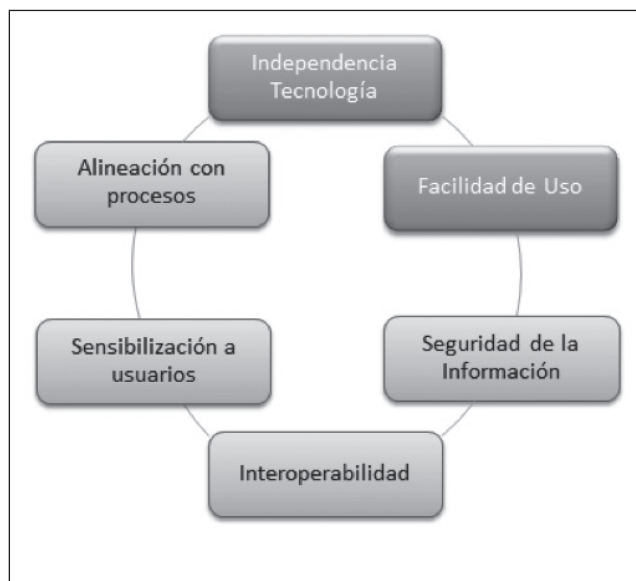 Independencia
Tecnología
Facilidad de Uso
Seguridad de la
Información
Interoperabilidad
Sensibilización a
usuarios
Alineación con
procesos